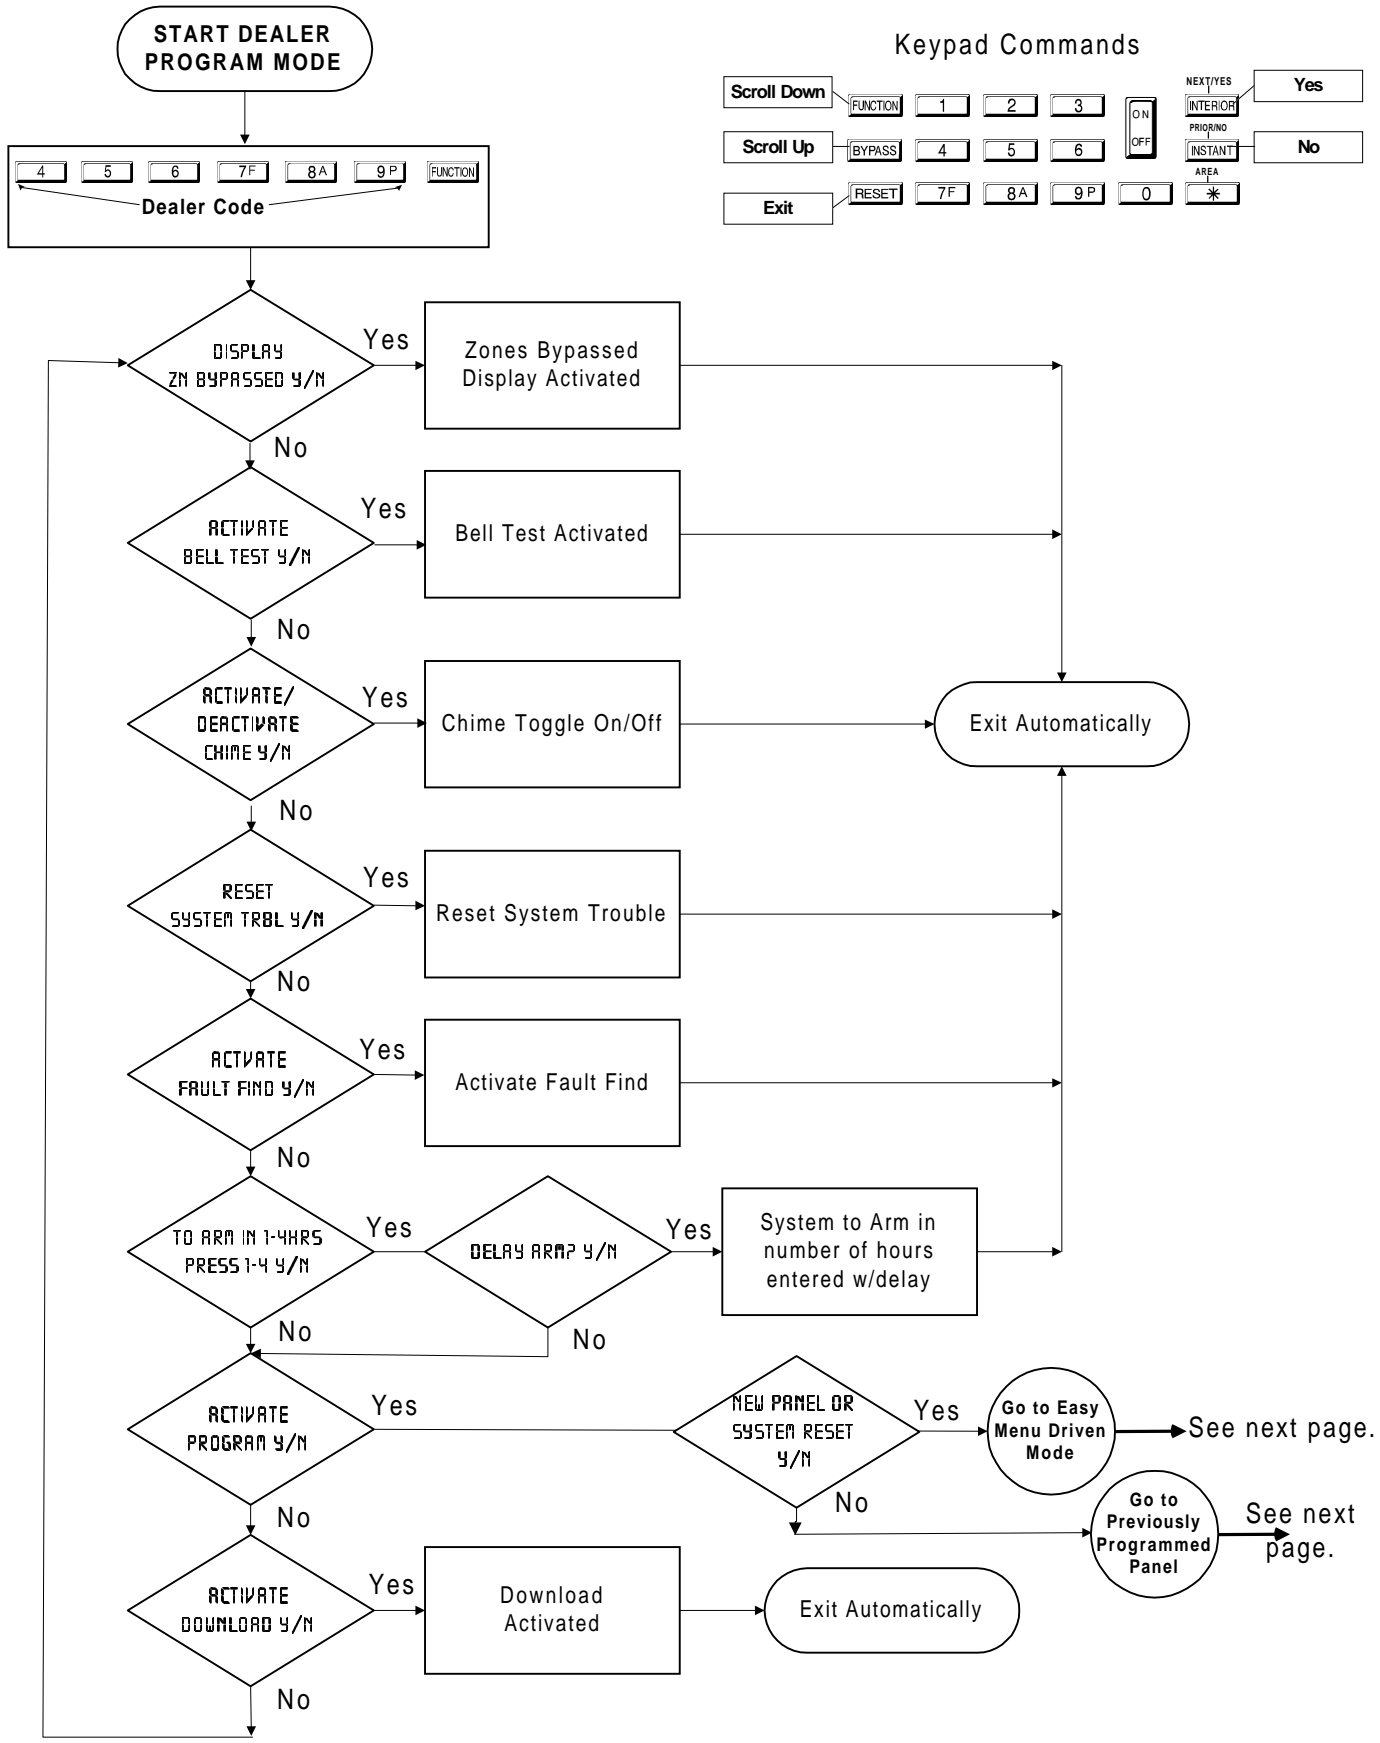 START DEALER
PROGRAM MODE
Keypad Commands
Scroll Down
FUNCTION
1
2
3
ON
OFF
NEXT/YES
INTERIOR
Yes
Scroll Up
BYPASS
4
5
6
PRIOR/NO
INSTANT
No
Exit
RESET
7F
8A
9P
0
AREA
*
4
5
6
7F
8A
9P
FUNCTION
Dealer Code
DISPLAY
ZN BYPASSED Y/N
Yes
Zones Bypassed
Display Activated
No
ACTIVATE
BELL TEST Y/N
Yes
Bell Test Activated
No
ACTIVATE/
DEACTIVATE
CHIME Y/N
Yes
Chime Toggle On/Off
Exit Automatically
No
RESET
SYSTEM TRBL Y/N
Yes
Reset System Trouble
No
ACTVATE
FAULT FIND Y/N
Yes
Activate Fault Find
No
TO ARM IN 1-4HRS
PRESS 1-4 Y/N
Yes
DELAY ARM? Y/N
Yes
System to Arm in
number of hours
entered w/delay
No
No
ACTIVATE
PROGRAM Y/N
Yes
NEW PANEL OR
SYSTEM RESET
Y/N
Yes
Go to Easy
Menu Driven
Mode
See next page.
No
Go to
Previously
Programmed
Panel
See next
page.
No
ACTIVATE
DOWNLOAD Y/N
Yes
Download
Activated
Exit Automatically
No